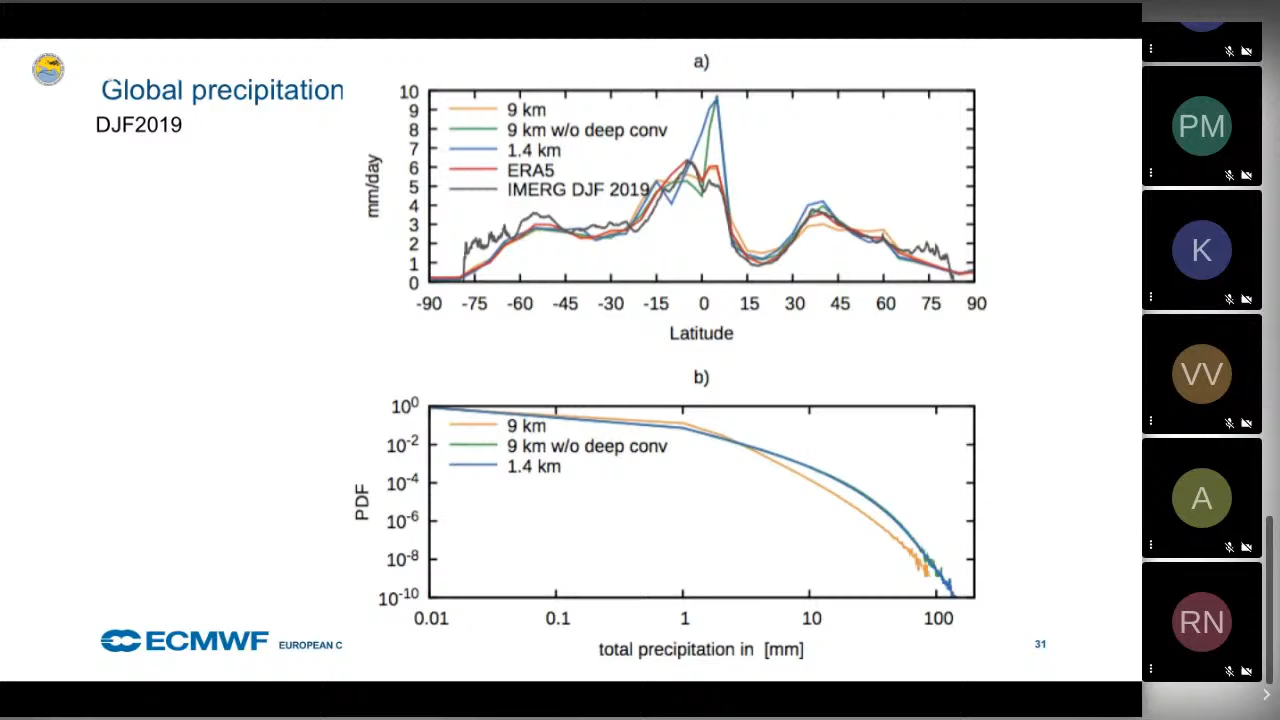 Global precipitation
DJF2019
a)
10
9
8
7
6
5
4
3
2
1
0
mm/day
9 km
9 km w/o deep conv
1.4 km
ERA5
IMERG DJF 2019
-90 -75 -60 -45 -30 -15 0 15 30 45 60 75 90
Latitude
b)
10^0
10^-2
10^-4
10^-6
10^-8
10^-10
PDF
9 km
9 km w/o deep conv
1.4 km
0.01 0.1 1 10 100
total precipitation in [mm]
ECMWF EUROPEAN C
31
PM
K
VV
A
RN